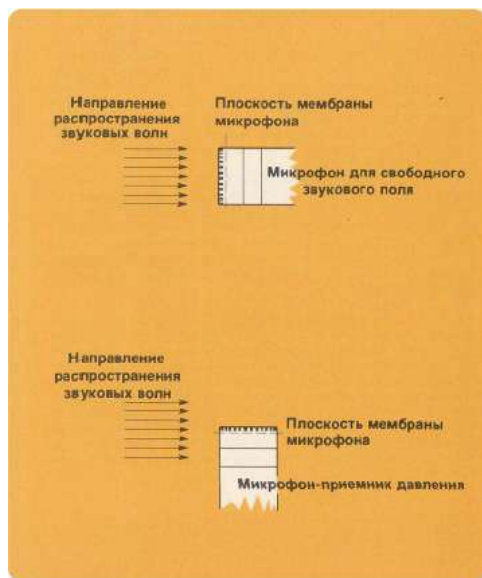 Направление
распространения
звуковых волн
Плоскость мембраны
микрофона
Микрофон для свободного
звукового поля
Направление
распространения
звуковых волн
Плоскость мембраны
микрофона
Микрофон-приемник давления